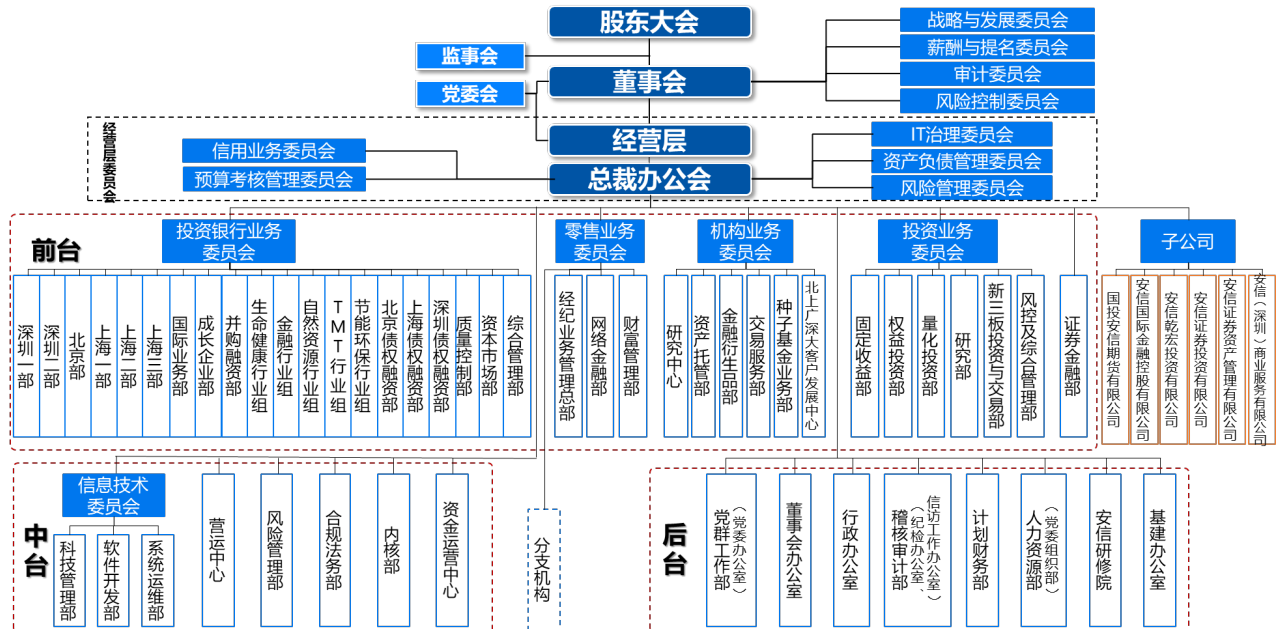 股东大会
监事会
党委会
董事会
战略与发展委员会
薪酬与提名委员会
审计委员会
风险控制委员会
经营层委员会
经营层
总裁办公会
信用业务委员会
预算考核管理委员会
IT治理委员会
资产负债管理委员会
风险管理委员会
前台
投资银行业务
委员会
零售业务
委员会
机构业务
委员会
投资业务
委员会
子公司
深圳一部
深圳二部
北京部
上海一部
上海二部
上海三部
国际业务部
成长企业部
并购融资部
生命健康行业组
金融行业组
自然资源行业组
TMT行业组
节能环保行业组
北京债权融资部
上海债权融资部
深圳债权融资部
质量控制部
资本市场部
综合管理部
经纪业务管理总部
网络金融部
财富管理部
研究中心
资产托管部
金融衍生品部
交易服务部
种子基金业务部
北上广深大客户发展中心
固定收益部
权益投资部
量化投资部
研究部
新三板投资与交易部
风控及综合管理部
证券金融部
国投安信期货有限公司
安信国际金融控股有限公司
安信乾宏投资有限公司
安信证券投资有限公司
安信证券资产管理有限公司
安信（深圳）商业服务有限公司
中台
信息技术
委员会
科技管理部
软件开发部
系统运维部
营运中心
风险管理部
合规法务部
内核部
资金运营中心
分支机构
后台
党群工作部
（党委办公室）
董事会办公室
行政办公室
稽核审计部
（纪检办公室、
信访工作办公室）
计划财务部
人力资源部
（党委组织部）
安信研修院
基建办公室